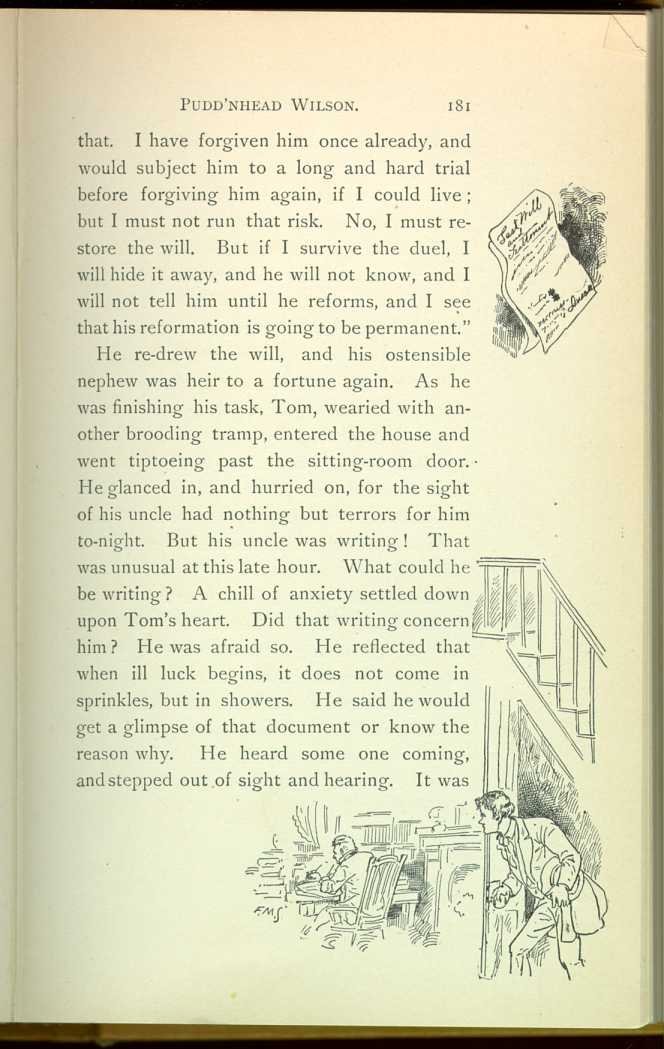 PUDD'NHEAD WILSON. 181
that. I have forgiven him once already, and
would subject him to a long and hard trial
before forgiving him again, if I could live;
but I must not run that risk. No, I must re-
store the will. But if I survive the duel, I
will hide it away, and he will not know, and I
will not tell him until he reforms, and I see
that his reformation is going to be permanent."
He re-drew the will, and his ostensible
nephew was heir to a fortune again. As he
was finishing his task, Tom, wearied with an-
other brooding tramp, entered the house and
went tiptoeing past the sitting-room door.
He glanced in, and hurried on, for the sight
of his uncle had nothing but terrors for him
to-night. But his uncle was writing! That
was unusual at this late hour. What could he
be writing? A chill of anxiety settled down
upon Tom's heart. Did that writing concern
him? He was afraid so. He reflected that
when ill luck begins, it does not come in
sprinkles, but in showers. He said he would
get a glimpse of that document or know the
reason why. He heard some one coming,
and stepped out of sight and hearing. It was
Last Will
and
Testament
FMS